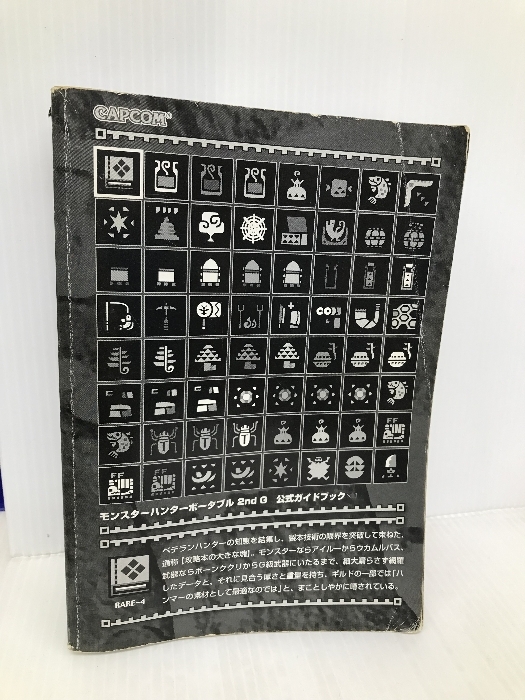 CAPCOM
モンスターハンターポータブル 2nd G 公式ガイドブック
ベテランハンターの知恵を結集し、製本技術の限界を突破して束ねた、
通称【攻略本の大きな塊】。モンスターならアイルーからウカムルバス、
武器ならボーンククリからG級武器にいたるまで、細大漏らさず網羅
したデータと、それに見合う厚さと重量を持ち、ギルドの一部では「ハ
ンマーの素材として最適なのでは」と、まことしやかに囁されている。
RARE-4